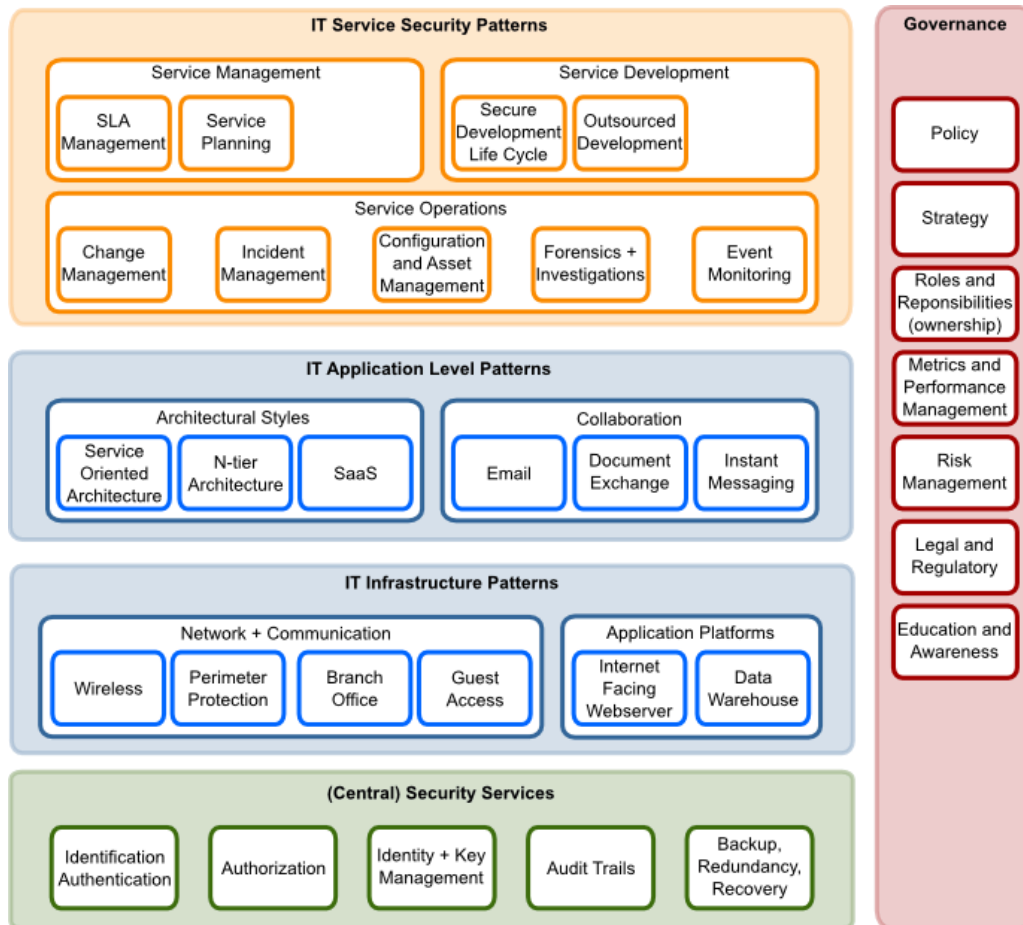 IT Service Security Patterns
Service Management
SLA
Management
Service
Planning
Service Development
Secure
Development
Life Cycle
Outsourced
Development
Service Operations
Change
Management
Incident
Management
Configuration
and Asset
Management
Forensics +
Investigations
Event
Monitoring
IT Application Level Patterns
Architectural Styles
Service
Oriented
Architecture
N-tier
Architecture
SaaS
Collaboration
Email
Document
Exchange
Instant
Messaging
IT Infrastructure Patterns
Network + Communication
Wireless
Perimeter
Protection
Branch
Office
Guest
Access
Application Platforms
Internet
Facing
Webserver
Data
Warehouse
(Central) Security Services
Identification
Authentication
Authorization
Identity + Key
Management
Audit Trails
Backup,
Redundancy,
Recovery
Governance
Policy
Strategy
Roles and
Reponsibilities
(ownership)
Metrics and
Performance
Management
Risk
Management
Legal and
Regulatory
Education and
Awareness